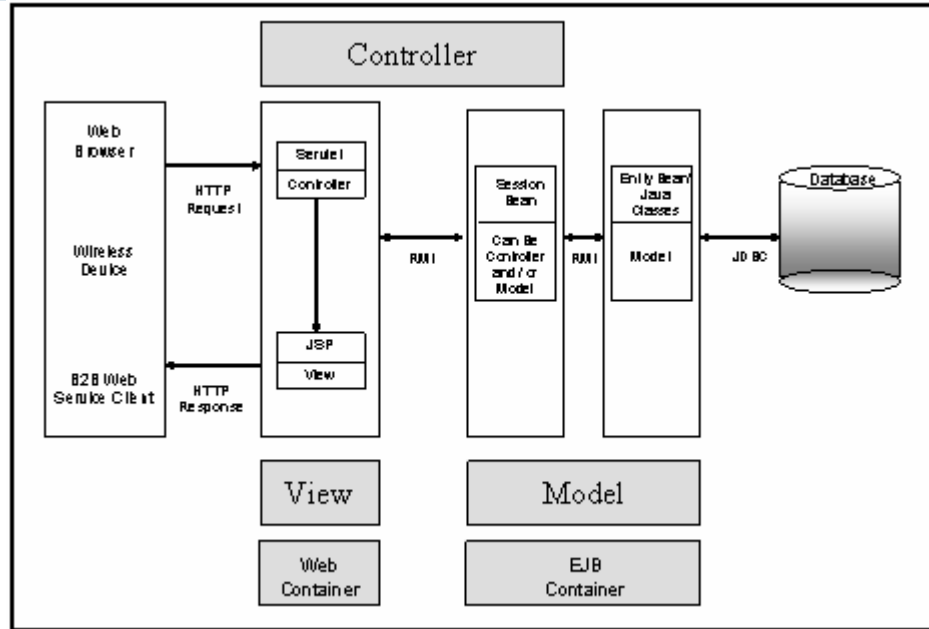 Controller
Web
Browser
Wireless
Device
B2B Web
Service Client
HTTP
Request
HTTP
Response
Servlet
Controller
JSP
View
RMI
Session
Bean
Can Be
Controller
and / or
Model
RMI
Entity Bean/
Java
Classes
Model
JDBC
Database
View
Model
Web
Container
EJB
Container